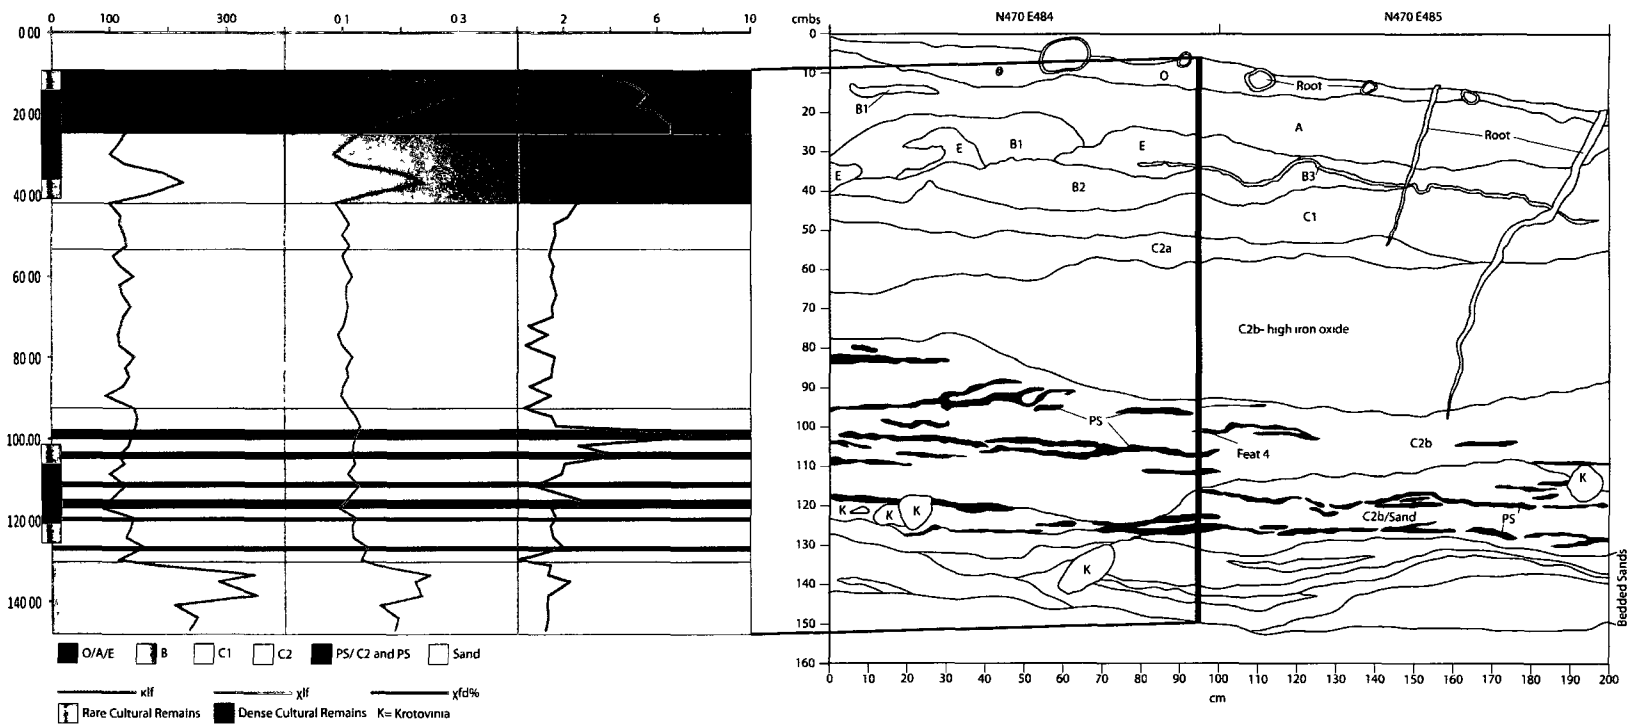 0 100 300 0 1 0 3 2 6 10
0 00
20 00
40 00
60 00
80 00
100 00
120 00
140 00
O/A/E B C1 C2 PS/ C2 and PS Sand
κlf χlf χfd%
Rare Cultural Remains Dense Cultural Remains K= Krotovinia
cmbs N470 E484 N470 E485
0
10
20
30
40
50
60
70
80
90
100
110
120
130
140
150
160
θ O Root
B1 A
Root
E B1 E
E B2 B3
C1
C2a
C2b- high iron oxide
PS
Feat 4 C2b
K
K K K C2b/Sand PS
K
Bedded Sands
0 10 20 30 40 50 60 70 80 90 100 110 120 130 140 150 160 170 180 190 200
cm